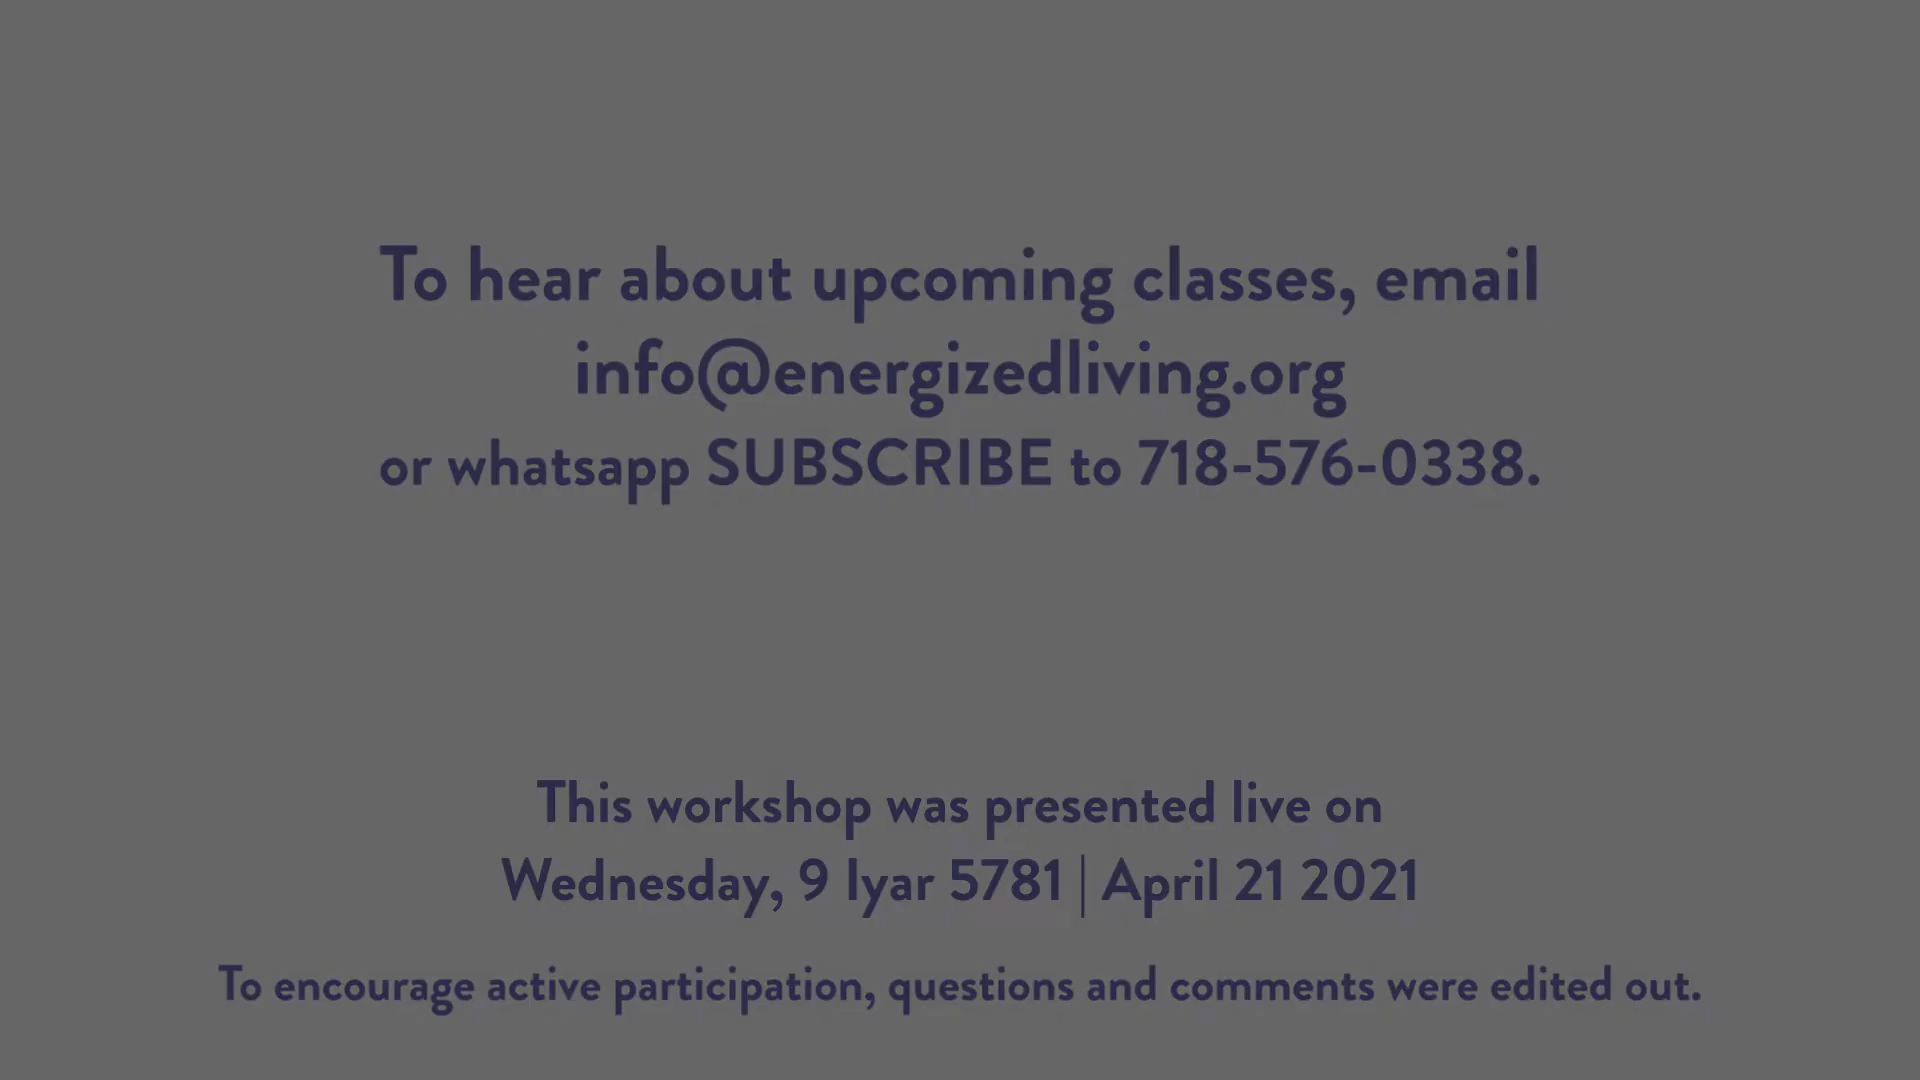 To hear about upcoming classes, email
info@energizedliving.org
or whatsapp SUBSCRIBE to 718-576-0338.
This workshop was presented live on
Wednesday, 9 Iyar 5781 | April 21 2021
To encourage active participation, questions and comments were edited out.